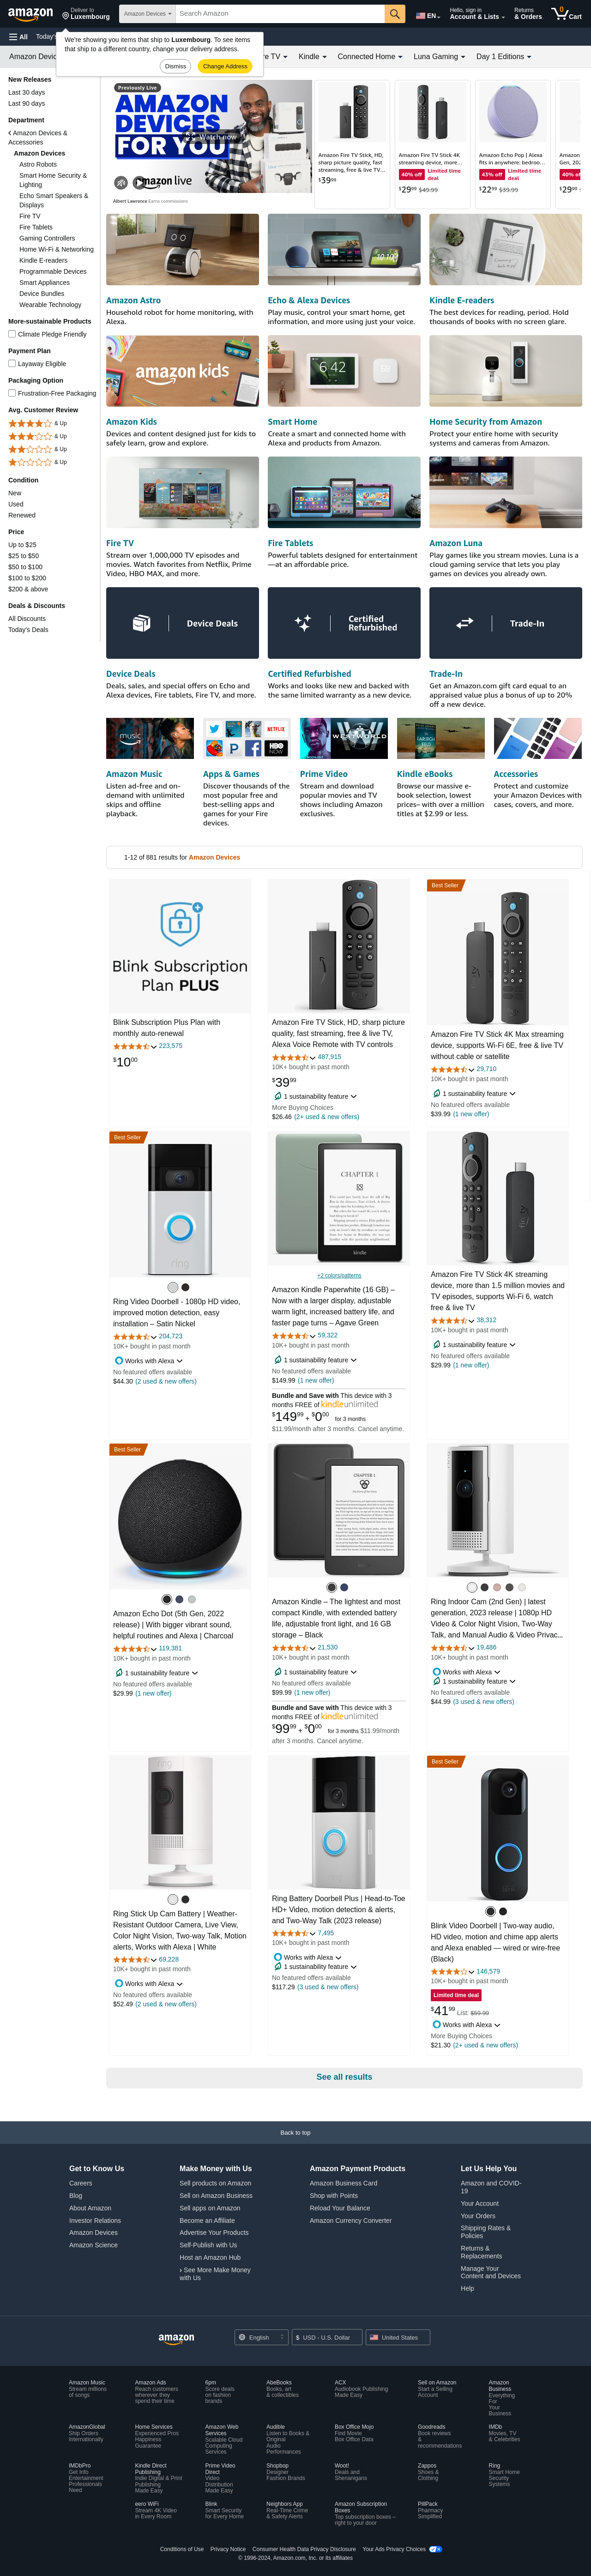 amazon
Deliver to
Luxembourg
Amazon Devices
Search Amazon
EN
Hello, sign in
Account & Lists
Returns
& Orders
0
Cart
All
Today's
We're showing you items that ship to Luxembourg. To see items
that ship to a different country, change your delivery address.
Dismiss
Change Address
Kindle
Connected Home
Luna Gaming
Day 1 Editions
New Releases
Last 30 days
Last 90 days
Department
Amazon Devices &
Accessories
Amazon Devices
Astro Robots
Smart Home Security &
Lighting
Echo Smart Speakers &
Displays
Fire TV
Fire Tablets
Gaming Controllers
Home Wi-Fi & Networking
Kindle E-readers
Programmable Devices
Smart Appliances
Device Bundles
Wearable Technology
More-sustainable Products
Climate Pledge Friendly
Payment Plan
Layaway Eligible
Packaging Option
Frustration-Free Packaging
Avg. Customer Review
& Up
& Up
& Up
& Up
Condition
New
Used
Renewed
Price
Up to $25
$25 to $50
$50 to $100
$100 to $200
$200 & above
Deals & Discounts
All Discounts
Today's Deals
Previously Live
AMAZON
DEVICES
FOR YOU
Watch now
amazon live
Albert Lawrence Earns commissions
Amazon Fire TV Stick, HD,
sharp picture quality, fast
streaming, free & live TV…
$39.99
Amazon Fire TV Stick 4K
streaming device, more…
40% off Limited time deal
$29.99 $49.99
Amazon Echo Pop | Alexa
fits in anywhere: bedroo…
43% off Limited time deal
$22.99 $39.99
Amazon Astro
Household robot for home monitoring, with
Alexa.
Echo & Alexa Devices
Play music, control your smart home, get
information, and more using just your voice.
Kindle E-readers
The best devices for reading, period. Hold
thousands of books with no screen glare.
amazon kids
Amazon Kids
Devices and content designed just for kids to
safely learn, grow and explore.
6 42
Smart Home
Create a smart and connected home with
Alexa and products from Amazon.
Home Security from Amazon
Protect your entire home with security
systems and cameras from Amazon.
Fire TV
Stream over 1,000,000 TV episodes and
movies. Watch favorites from Netflix, Prime
Video, HBO MAX, and more.
Fire Tablets
Powerful tablets designed for entertainment
—at an affordable price.
Amazon Luna
Play games like you stream movies. Luna is a
cloud gaming service that lets you play
games on devices you already own.
Device Deals
Certified
Refurbished
Trade-In
Device Deals
Deals, sales, and special offers on Echo and
Alexa devices, Fire tablets, Fire TV, and more.
Certified Refurbished
Works and looks like new and backed with
the same limited warranty as a new device.
Trade-In
Get an Amazon.com gift card equal to an
appraised value plus a bonus of up to 20%
off of a new device.
music
NETFLIX
HBO NOW
WESTWORLD
Amazon Music
Listen ad-free and on-
demand with unlimited
skips and offline
playback.
Apps & Games
Discover thousands of the
most popular free and
best-selling apps and
games for your Fire
devices.
Prime Video
Stream and download
popular movies and TV
shows including Amazon
exclusives.
Kindle eBooks
Browse our massive e-
book selection, lowest
prices– with over a million
titles at $2.99 or less.
Accessories
Protect and customize
your Amazon Devices with
cases, covers, and more.
1-12 of 881 results for Amazon Devices
Blink Subscription
Plan PLUS
Blink Subscription Plus Plan with
monthly auto-renewal
223,575
$10.00
Amazon Fire TV Stick, HD, sharp picture
quality, fast streaming, free & live TV,
Alexa Voice Remote with TV controls
487,915
10K+ bought in past month
$39.99
1 sustainability feature
More Buying Choices
$26.46 (2+ used & new offers)
Best Seller
Amazon Fire TV Stick 4K Max streaming
device, supports Wi-Fi 6E, free & live TV
without cable or satellite
29,710
10K+ bought in past month
1 sustainability feature
No featured offers available
$39.99 (1 new offer)
Best Seller
ring
Ring Video Doorbell - 1080p HD video,
improved motion detection, easy
installation – Satin Nickel
204,723
10K+ bought in past month
Works with Alexa
No featured offers available
$44.30 (2 used & new offers)
CHAPTER 1
kindle
+2 colors/patterns
Amazon Kindle Paperwhite (16 GB) –
Now with a larger display, adjustable
warm light, increased battery life, and
faster page turns – Agave Green
59,322
10K+ bought in past month
1 sustainability feature
No featured offers available
$149.99 (1 new offer)
Bundle and Save with This device with 3
months FREE of kindleunlimited
$149.99 + $0.00 for 3 months
$11.99/month after 3 months. Cancel anytime.
Amazon Fire TV Stick 4K streaming
device, more than 1.5 million movies and
TV episodes, supports Wi-Fi 6, watch
free & live TV
38,312
10K+ bought in past month
1 sustainability feature
No featured offers available
$29.99 (1 new offer)
Best Seller
Amazon Echo Dot (5th Gen, 2022
release) | With bigger vibrant sound,
helpful routines and Alexa | Charcoal
119,381
10K+ bought in past month
1 sustainability feature
No featured offers available
$29.99 (1 new offer)
CHAPTER 1
kindle
Amazon Kindle – The lightest and most
compact Kindle, with extended battery
life, adjustable front light, and 16 GB
storage – Black
21,530
10K+ bought in past month
1 sustainability feature
No featured offers available
$99.99 (1 new offer)
Bundle and Save with This device with 3
months FREE of kindleunlimited
$99.99 + $0.00 for 3 months $11.99/month
after 3 months. Cancel anytime.
Ring Indoor Cam (2nd Gen) | latest
generation, 2023 release | 1080p HD
Video & Color Night Vision, Two-Way
Talk, and Manual Audio & Video Privac...
19,486
10K+ bought in past month
Works with Alexa
1 sustainability feature
No featured offers available
$44.99 (3 used & new offers)
ring
Ring Stick Up Cam Battery | Weather-
Resistant Outdoor Camera, Live View,
Color Night Vision, Two-way Talk, Motion
alerts, Works with Alexa | White
69,228
10K+ bought in past month
Works with Alexa
No featured offers available
$52.49 (2 used & new offers)
ring
Ring Battery Doorbell Plus | Head-to-Toe
HD+ Video, motion detection & alerts,
and Two-Way Talk (2023 release)
7,495
10K+ bought in past month
Works with Alexa
1 sustainability feature
No featured offers available
$117.29 (3 used & new offers)
Best Seller
Blink Video Doorbell | Two-way audio,
HD video, motion and chime app alerts
and Alexa enabled — wired or wire-free
(Black)
146,579
10K+ bought in past month
Limited time deal
$41.99 List: $59.99
Works with Alexa
More Buying Choices
$21.30 (2+ used & new offers)
See all results
Back to top
Get to Know Us
Careers
Blog
About Amazon
Investor Relations
Amazon Devices
Amazon Science
Make Money with Us
Sell products on Amazon
Sell on Amazon Business
Sell apps on Amazon
Become an Affiliate
Advertise Your Products
Self-Publish with Us
Host an Amazon Hub
› See More Make Money
with Us
Amazon Payment Products
Amazon Business Card
Shop with Points
Reload Your Balance
Amazon Currency Converter
Let Us Help You
Amazon and COVID-
19
Your Account
Your Orders
Shipping Rates &
Policies
Returns &
Replacements
Manage Your
Content and Devices
Help
amazon
English
$ USD - U.S. Dollar
United States
Amazon Music
Stream millions
of songs
Amazon Ads
Reach customers
wherever they
spend their time
6pm
Score deals
on fashion
brands
AbeBooks
Books, art
& collectibles
ACX
Audiobook Publishing
Made Easy
Sell on Amazon
Start a Selling
Account
Amazon
Business
Everything
For
Your
Business
AmazonGlobal
Ship Orders
Internationally
Home Services
Experienced Pros
Happiness
Guarantee
Amazon Web
Services
Scalable Cloud
Computing
Services
Audible
Listen to Books &
Original
Audio
Performances
Box Office Mojo
Find Movie
Box Office Data
Goodreads
Book reviews
&
recommendations
IMDb
Movies, TV
& Celebrities
IMDbPro
Get Info
Entertainment
Professionals
Need
Kindle Direct
Publishing
Indie Digital & Print
Publishing
Made Easy
Prime Video
Direct
Video
Distribution
Made Easy
Shopbop
Designer
Fashion Brands
Woot!
Deals and
Shenanigans
Zappos
Shoes &
Clothing
Ring
Smart Home
Security
Systems
eero WiFi
Stream 4K Video
in Every Room
Blink
Smart Security
for Every Home
Neighbors App
Real-Time Crime
& Safety Alerts
Amazon Subscription
Boxes
Top subscription boxes –
right to your door
PillPack
Pharmacy
Simplified
Conditions of Use Privacy Notice Consumer Health Data Privacy Disclosure Your Ads Privacy Choices
© 1996-2024, Amazon.com, Inc. or its affiliates